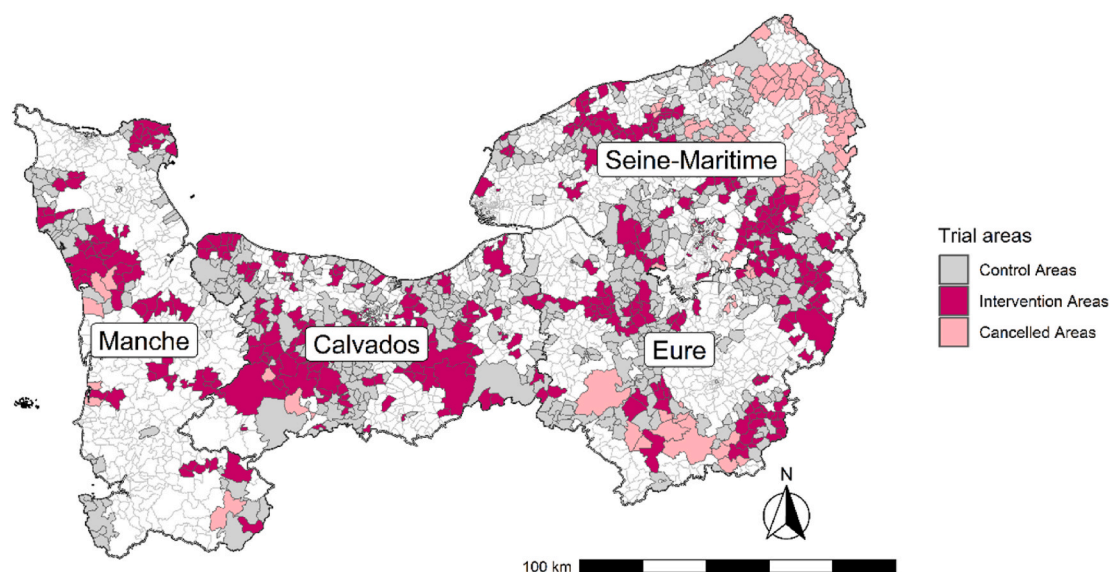 Seine-Maritime
Manche
Calvados
Eure
Trial areas
Control Areas
Intervention Areas
Cancelled Areas
N
100 km